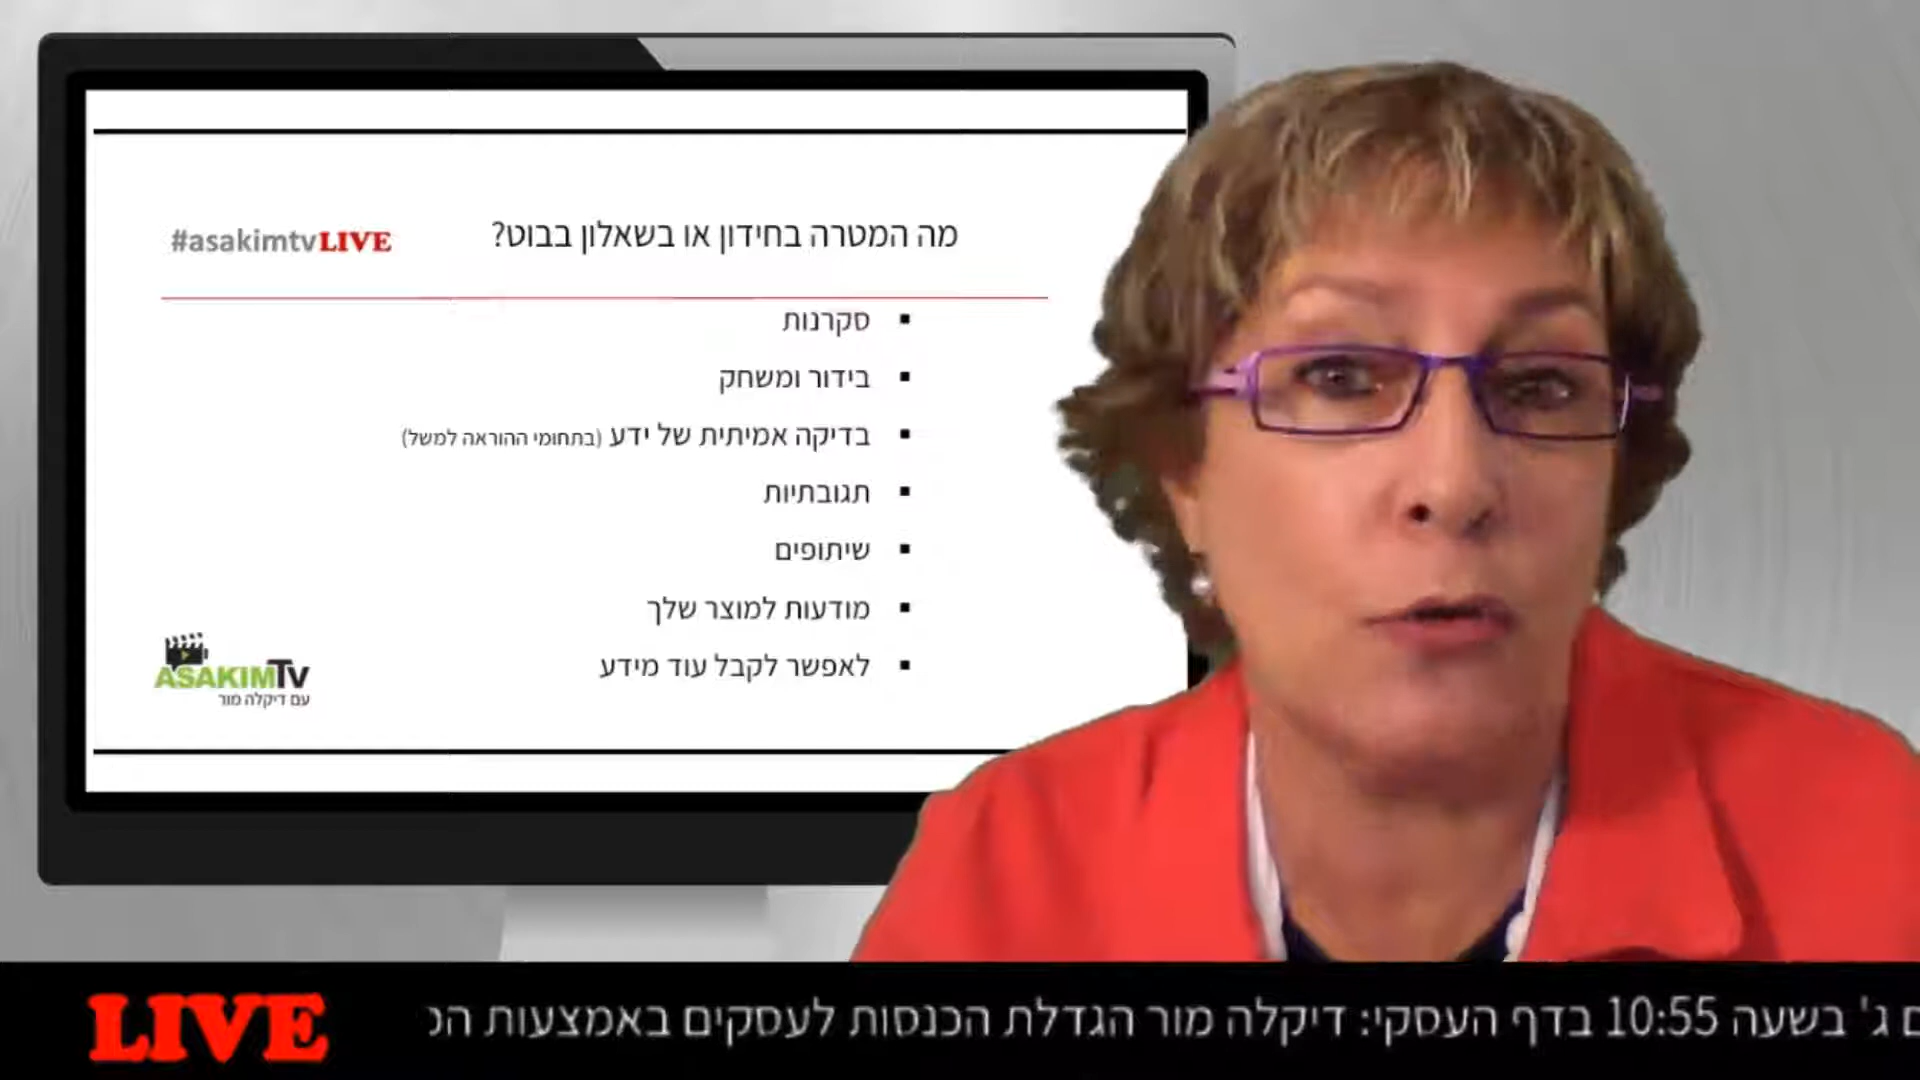 מה המטרה בחידון או בשאלון בבוט?
#asakimtvLIVE
▪ סקרנות
▪ בידור ומשחק
▪ בדיקה אמיתית של ידע (בתחומי ההוראה למשל)
▪ תגובתיות
▪ שיתופים
▪ מודעות למוצר שלך
▪ לאפשר לקבל עוד מידע
ASAKIMTV
עם דיקלה מור
LIVE
ג' בשעה 10:55 בדף העסקי: דיקלה מור הגדלת הכנסות לעסקים באמצעות